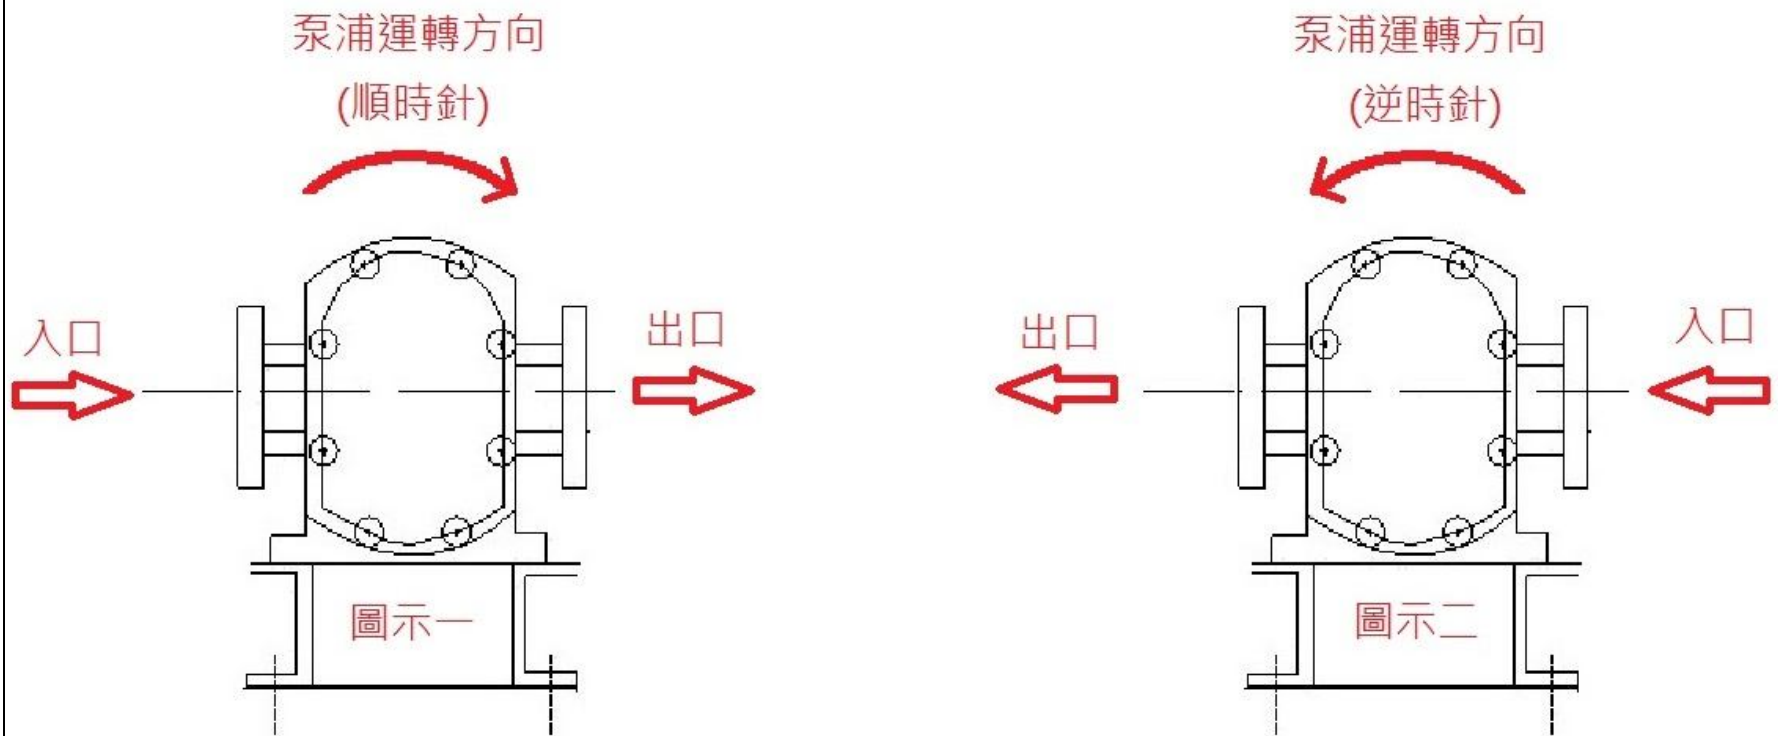 泵浦運轉方向
(順時針)
入口
出口
圖示一
泵浦運轉方向
(逆時針)
出口
入口
圖示二